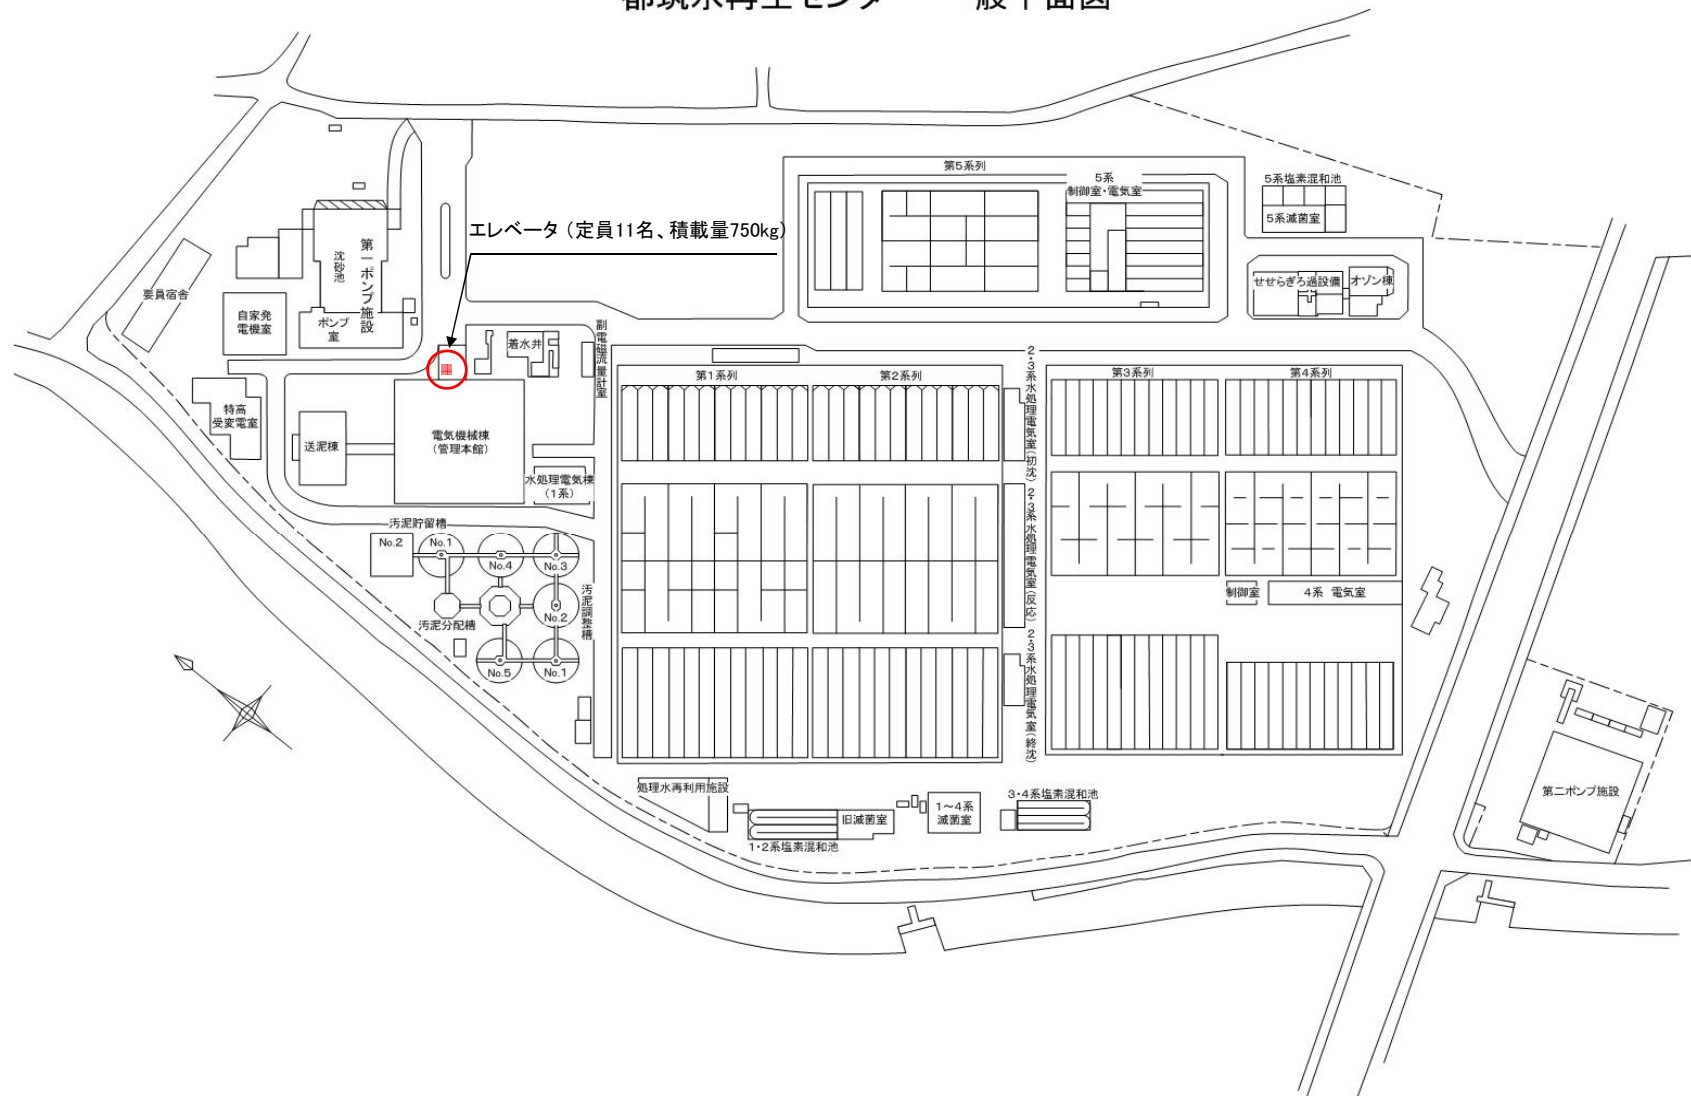 都筑水再生センター 一般平面図
第5系列
5系
制御室・電気室
5系塩素混和池
5系滅菌室
エレベータ（定員11名、積載量750kg）
第一ポンプ施設
沈砂池
せせらぎろ過設備
オゾン棟
要員宿舎
自家発
電機室
ポンプ
室
着水井
副電磁流量計室
第1系列
第2系列
2・3系水処理電気室（初沈）
第3系列
第4系列
特高
受変電室
送泥棟
電気機械棟
（管理本館）
水処理電気棟
（1系）
2・3系水処理電気室（反応）
汚泥貯留槽
No.2
No.1
No.4
No.3
No.2
汚泥調整槽
汚泥分配槽
No.5
No.1
制御室
4系 電気室
2・3系水処理電気室（終沈）
処理水再利用施設
旧滅菌室
1・2系塩素混和池
1～4系
滅菌室
3・4系塩素混和池
第二ポンプ施設